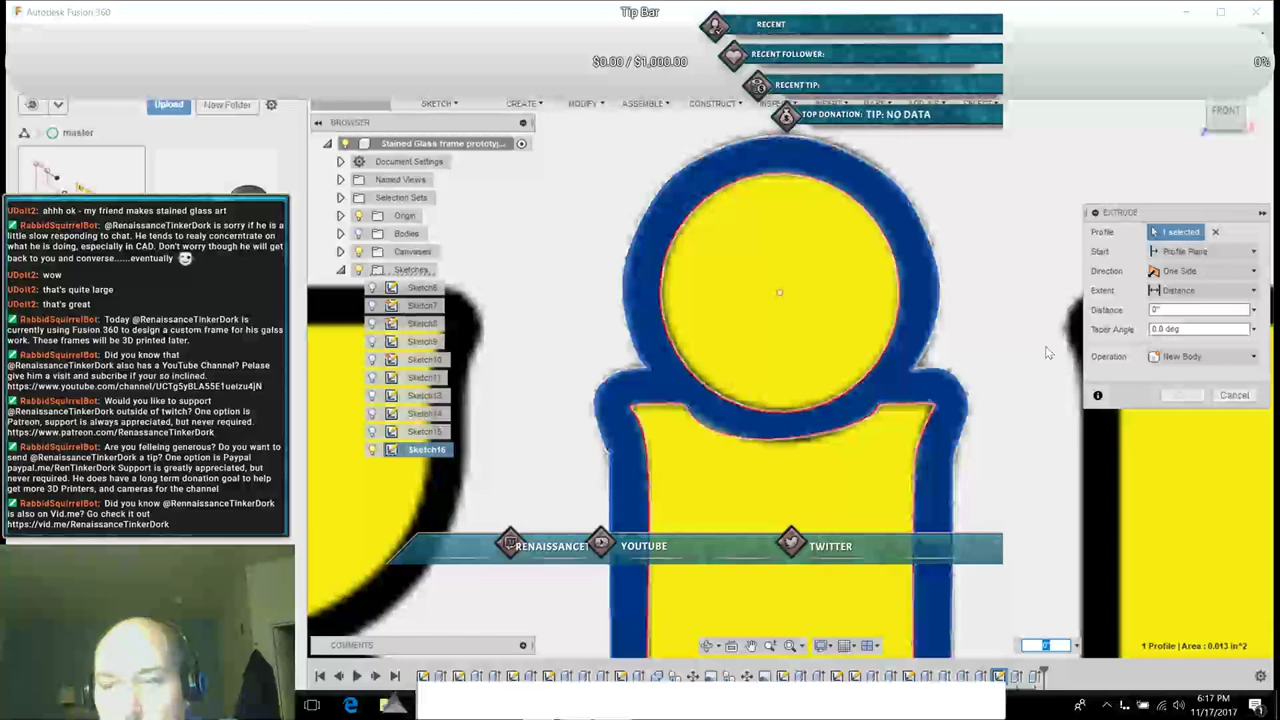 Autodesk Fusion 360
Tip Bar
RECENT
RECENT FOLLOWER:
$0.00 / $1,000.00
0%
RECENT TIP:
TOP DONATION: TIP: NO DATA
Upload
New Folder
SKETCH
CREATE
MODIFY
ASSEMBLE
CONSTRUCT
FRONT
master
BROWSER
Stained Glass frame prototyp...
Document Settings
Named Views
Selection Sets
Origin
Bodies
Canvases
Sketches
Sketch6
Sketch7
Sketch8
Sketch9
Sketch10
Sketch11
Sketch13
Sketch14
Sketch15
Sketch16
EXTRUDE
Profile 1 selected
Start Profile Plane
Direction One Side
Extent Distance
Distance 0"
Taper Angle 0.0 deg
Operation New Body
Cancel
UDoIt2: ahhh ok - my friend makes stained glass art
RabbidSquirrelBot: @RenaissanceTinkerDork is sorry if he is a
little slow responding to chat. He tends to realy concerntrate on
what he is doing, especially in CAD. Don't worry though he will get
back to you and converse......eventually
UDoIt2: wow
UDoIt2: that's quite large
UDoIt2: that's great
RabbidSquirrelBot: Today @RenaissanceTinkerDork is
currently using Fusion 360 to design a custom frame for his galss
work. These frames will be 3D printed later.
RabbidSquirrelBot: Did you know that
@RenaissanceTinkerDork also has a YouTube Channel? Pelase
give him a visit and subcribe if your so inclined.
RabbidSquirrelBot: Would you like to support
@RenaissanceTinkerDork outside of twitch? One option is
Patreon, support is always appreciated, but never required.
https://www.patreon.com/RenassanceTinkerDork
RabbidSquirrelBot: Are you felleing generous? Do you want to
send @RenaissanceTinkerDork a tip? One option is Paypal
paypal.me/RenTinkerDork Support is greatly appreciated, but
never required. He does have a long term donation goal to help
get more 3D Printers, and cameras for the channel
RabbidSquirrelBot: Did you know @RennaissanceTinkerDork
is also on Vid.me? Go check it out
https://vid.me/RenaissanceTinkerDork
RENAISSANCET
YOUTUBE
TWITTER
COMMENTS
1 Profile | Area : 0.013 in^2
6:17 PM
11/17/2017